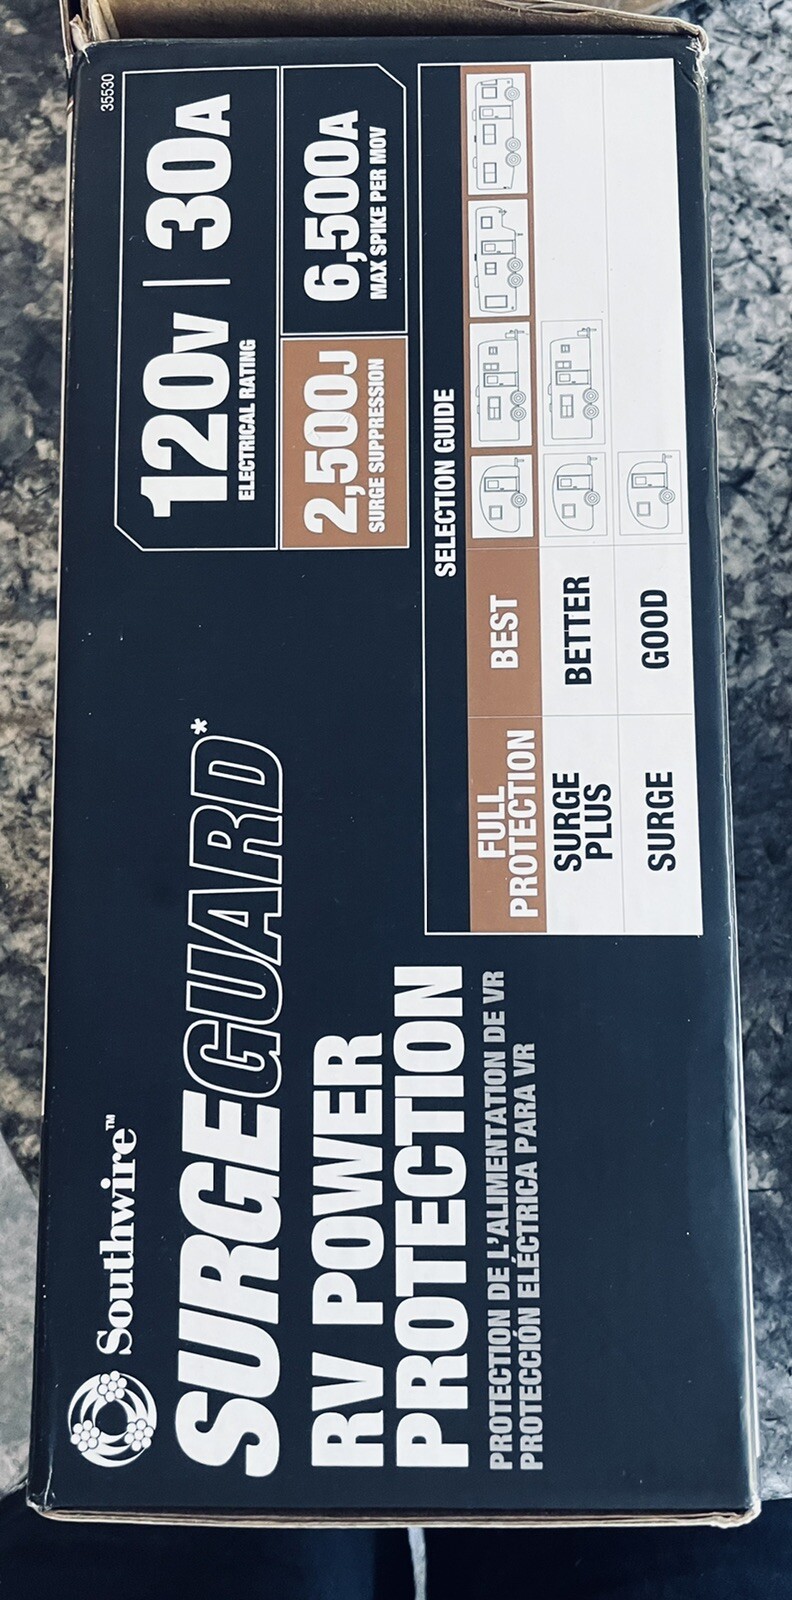 Southwire™
SURGEGUARD*
RV POWER
PROTECTION
PROTECTION DE L'ALIMENTATION DE VR
PROTECCIÓN ELÉCTRICA PARA VR
35530
120V | 30A
ELECTRICAL RATING
2,500J
SURGE SUPPRESSION
6,500A
MAX SPIKE PER MOV
SELECTION GUIDE
FULL
PROTECTION
BEST
SURGE
PLUS
BETTER
SURGE
GOOD